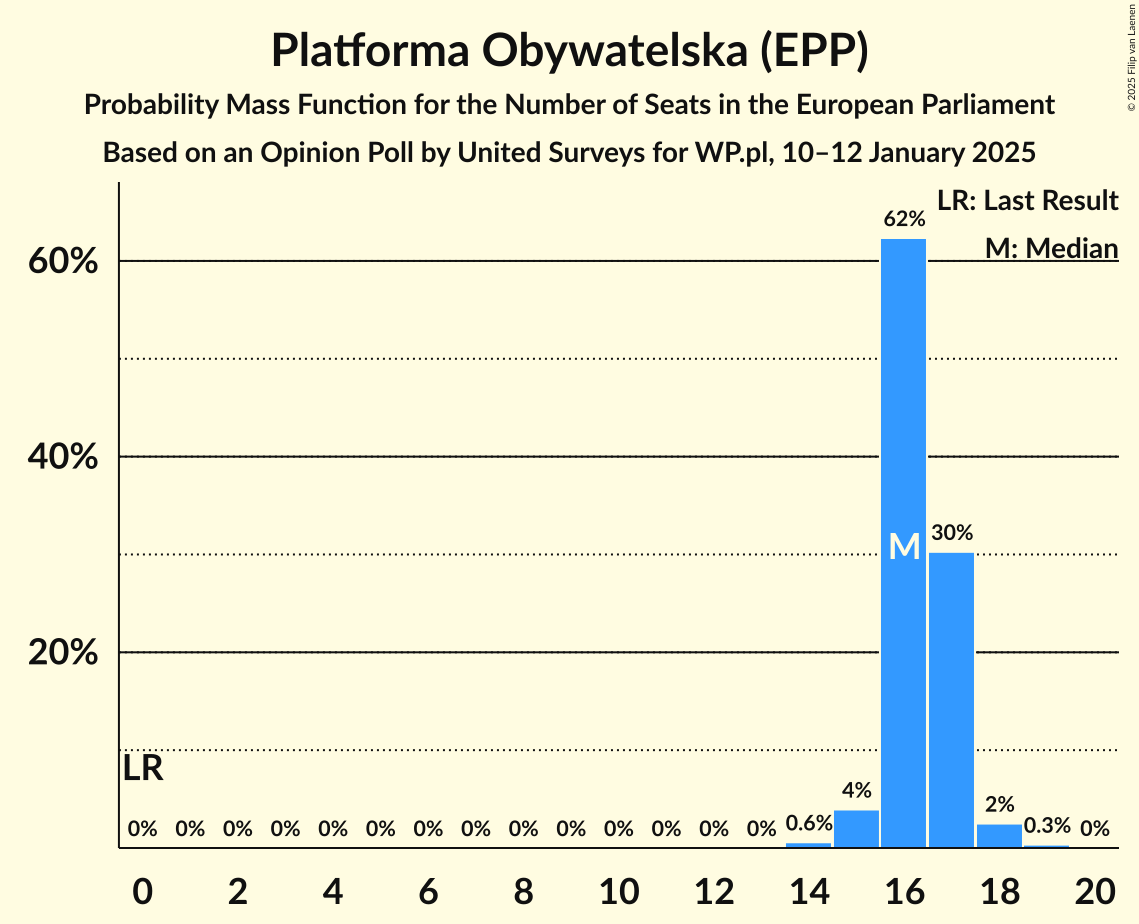 Platforma Obywatelska (EPP)
Probability Mass Function for the Number of Seats in the European Parliament
Based on an Opinion Poll by United Surveys for WP.pl, 10–12 January 2025
© 2025 Filip van Laenen
LR: Last Result
M: Median
60%
40%
20%
62%
M
30%
LR
0% 0% 0% 0% 0% 0% 0% 0% 0% 0% 0% 0% 0% 0% 0.6% 4% 2% 0.3% 0%
0 2 4 6 8 10 12 14 16 18 20